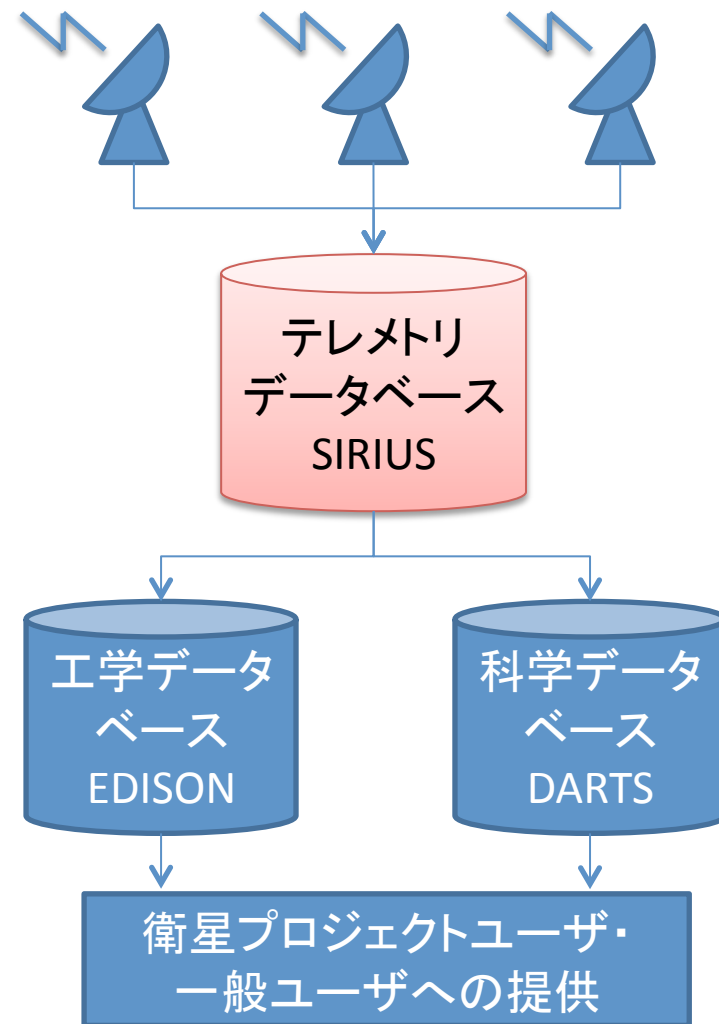 テレメトリ
データベース
SIRIUS
工学データ
ベース
EDISON
科学データ
ベース
DARTS
衛星プロジェクトユーザ・
一般ユーザへの提供